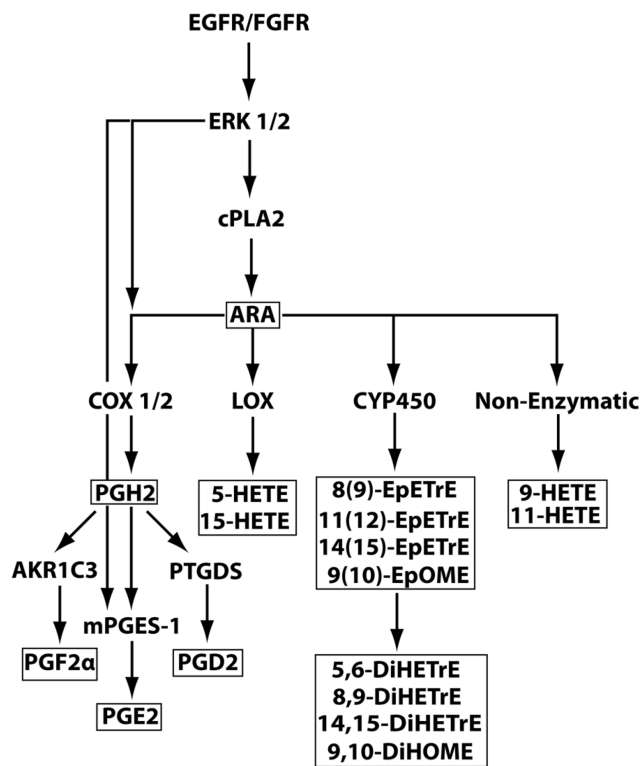 EGFR/FGFR
ERK 1/2
cPLA2
ARA
COX 1/2
LOX
CYP450
Non-Enzymatic
PGH2
5-HETE
15-HETE
8(9)-EpETrE
11(12)-EpETrE
14(15)-EpETrE
9(10)-EpOME
9-HETE
11-HETE
AKR1C3
PTGDS
mPGES-1
PGF2α
PGD2
PGE2
5,6-DiHETrE
8,9-DiHETrE
14,15-DiHETrE
9,10-DiHOME